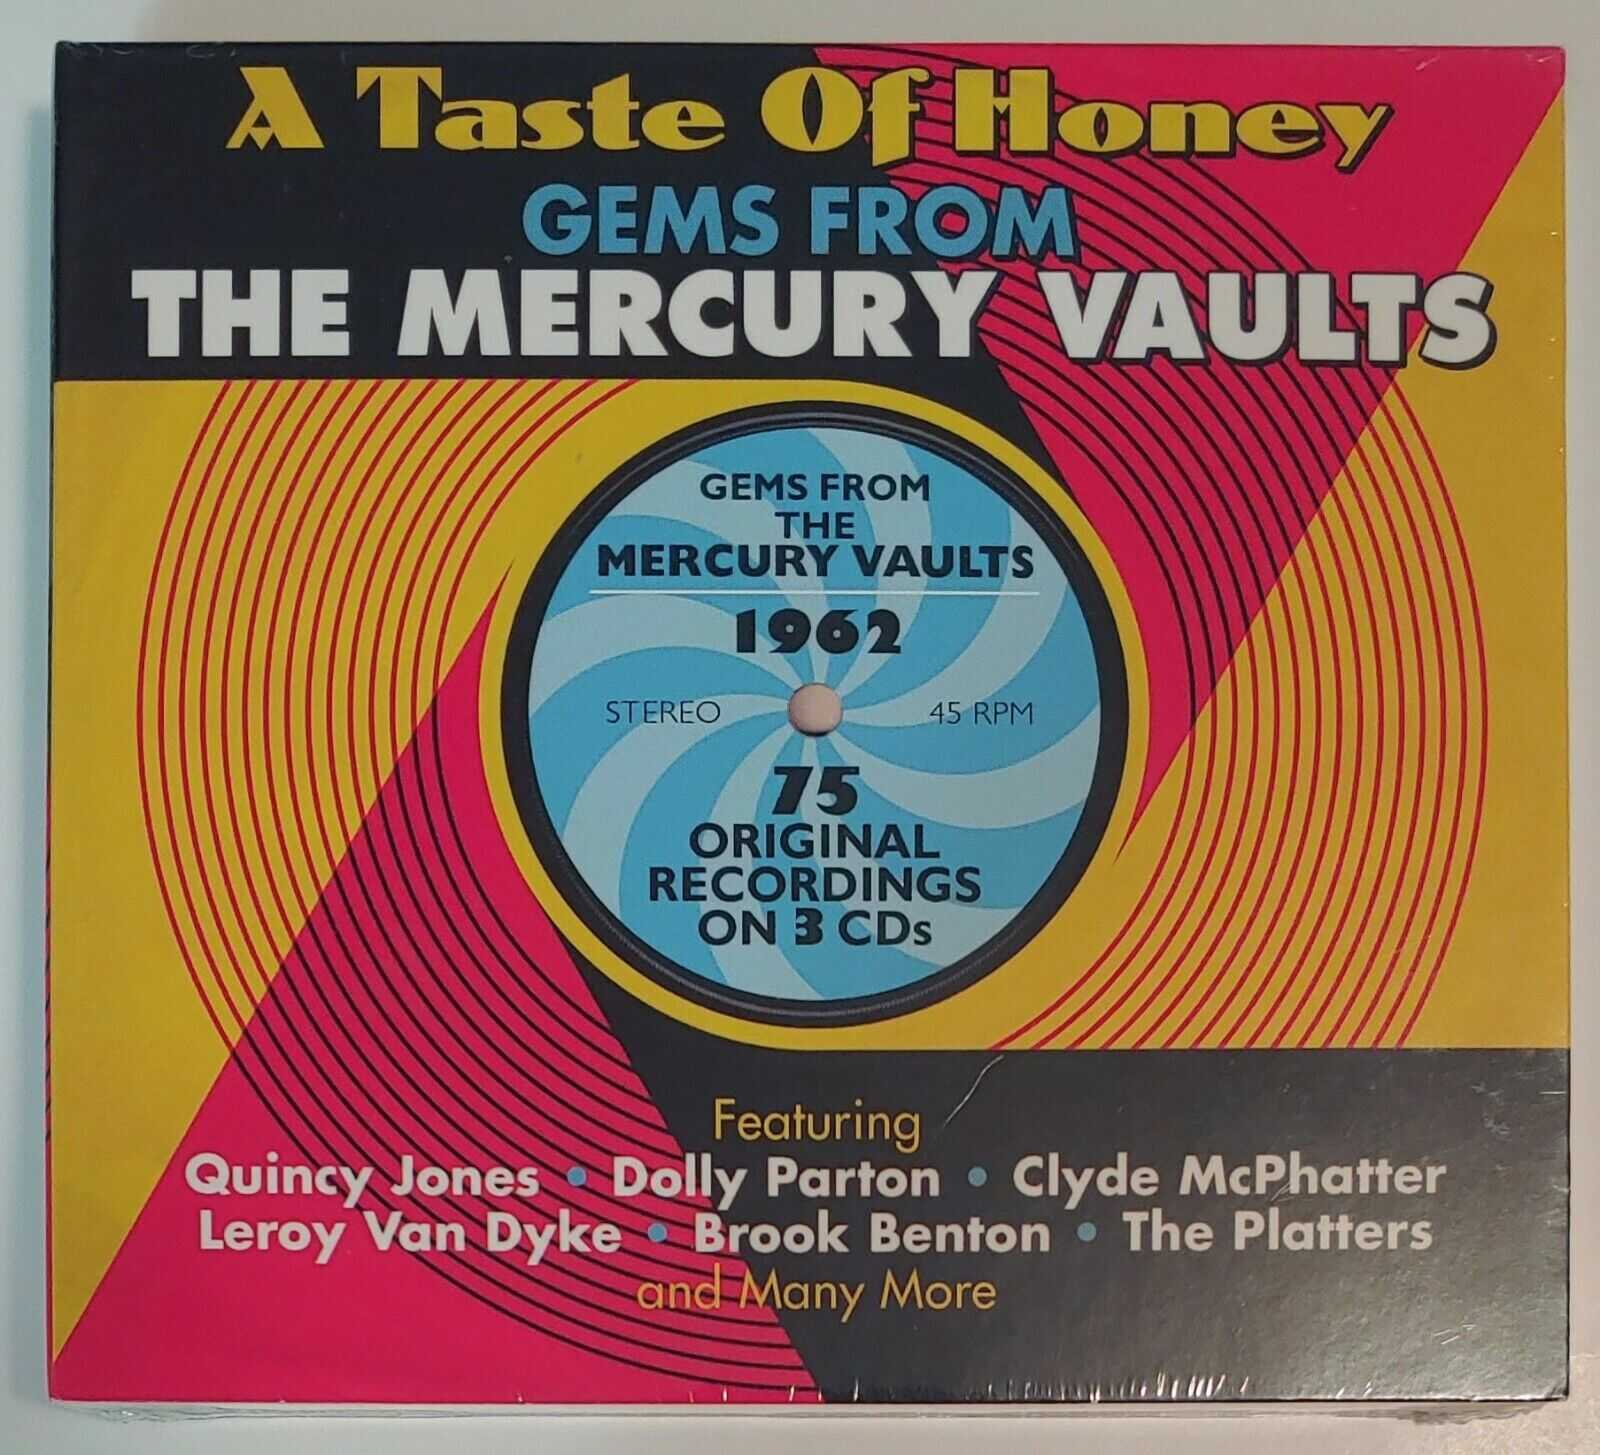 A Taste Of Honey
GEMS FROM
THE MERCURY VAULTS
GEMS FROM
THE
MERCURY VAULTS
1962
STEREO 45 RPM
75
ORIGINAL
RECORDINGS
ON 3 CDs
Featuring
Quincy Jones • Dolly Parton • Clyde McPhatter
Leroy Van Dyke • Brook Benton • The Platters
and Many More